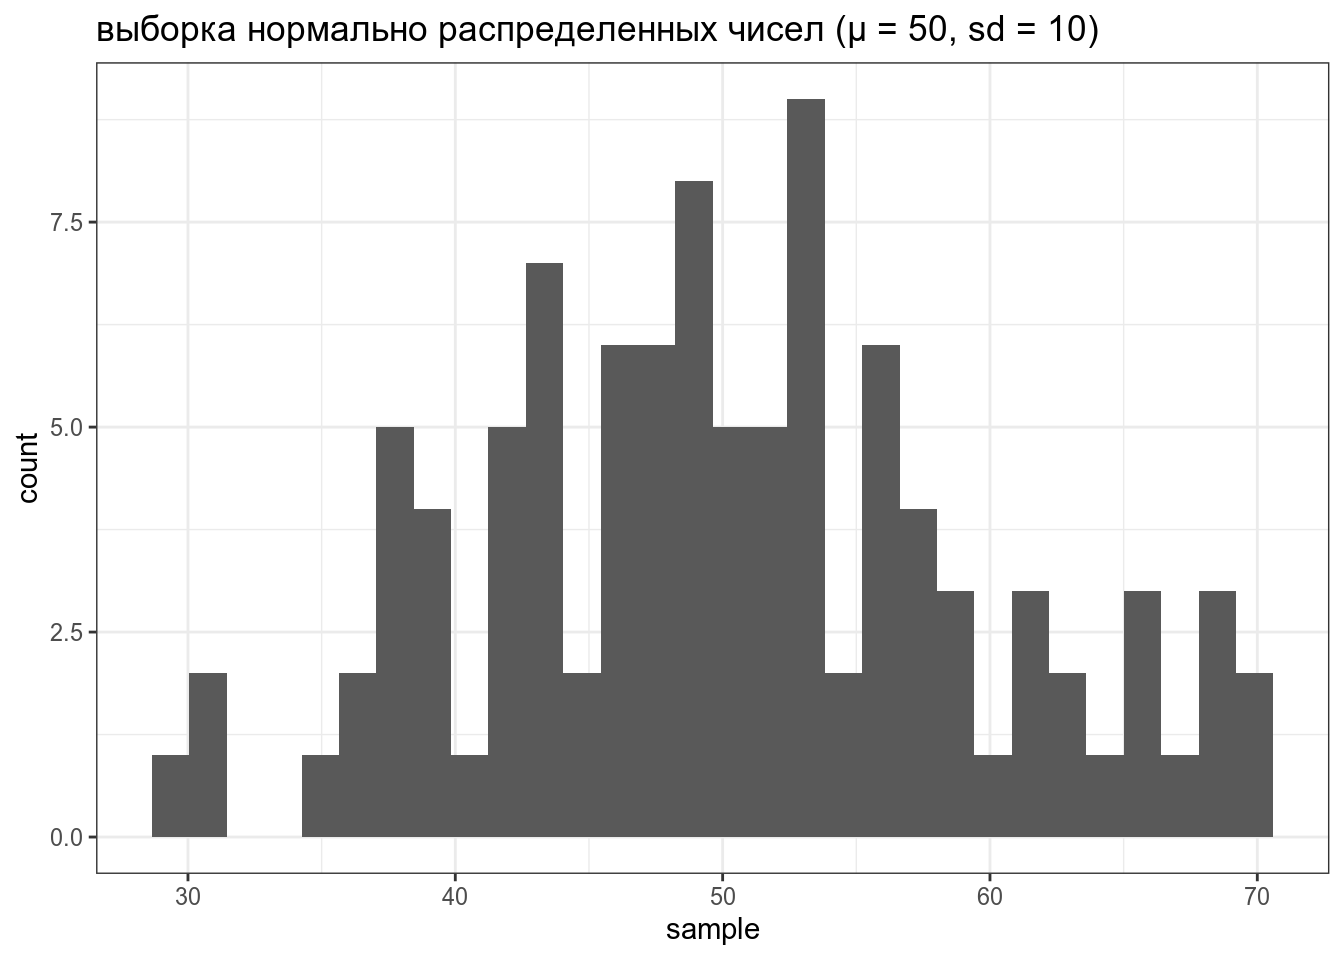 выборка нормально распределенных чисел (μ = 50, sd = 10)
count
7.5
5.0
2.5
0.0
30 40 50 60 70
sample